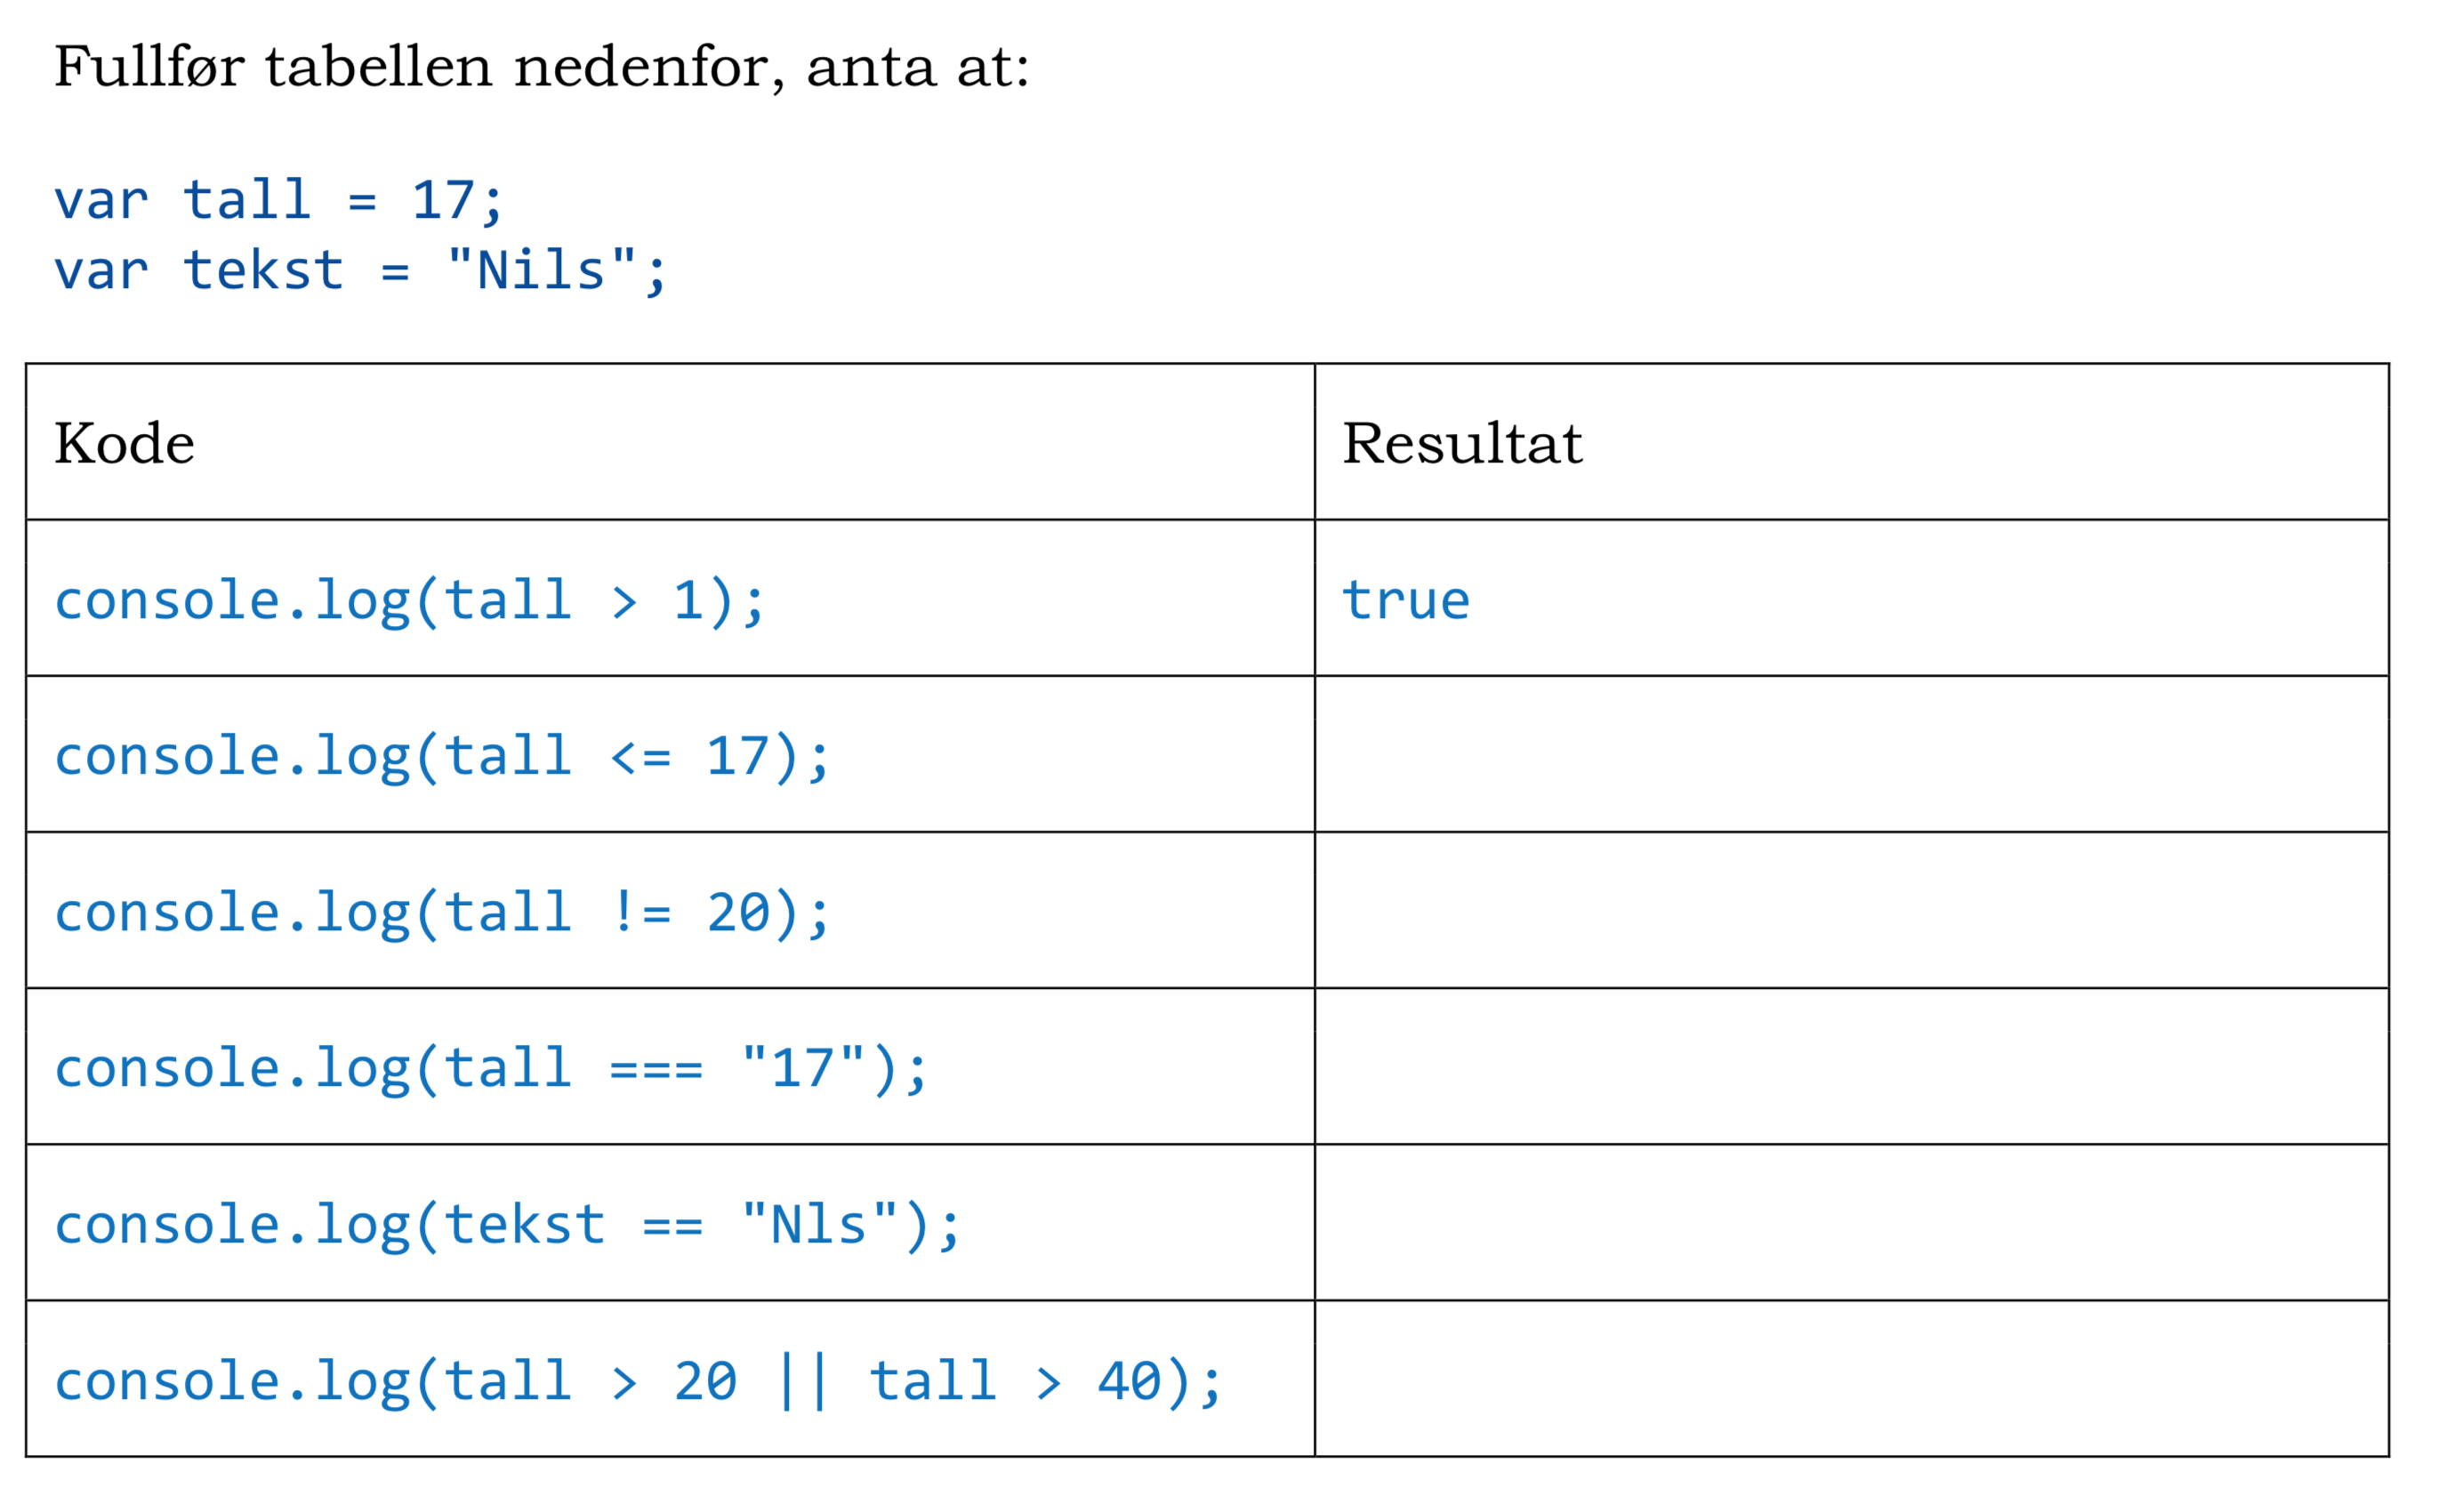 Fullfør tabellen nedenfor, anta at:
var tall = 17;
var tekst = "Nils";
Kode Resultat
console.log(tall > 1); true
console.log(tall <= 17);
console.log(tall != 20);
console.log(tall === "17");
console.log(tekst == "Nls");
console.log(tall > 20 || tall > 40);